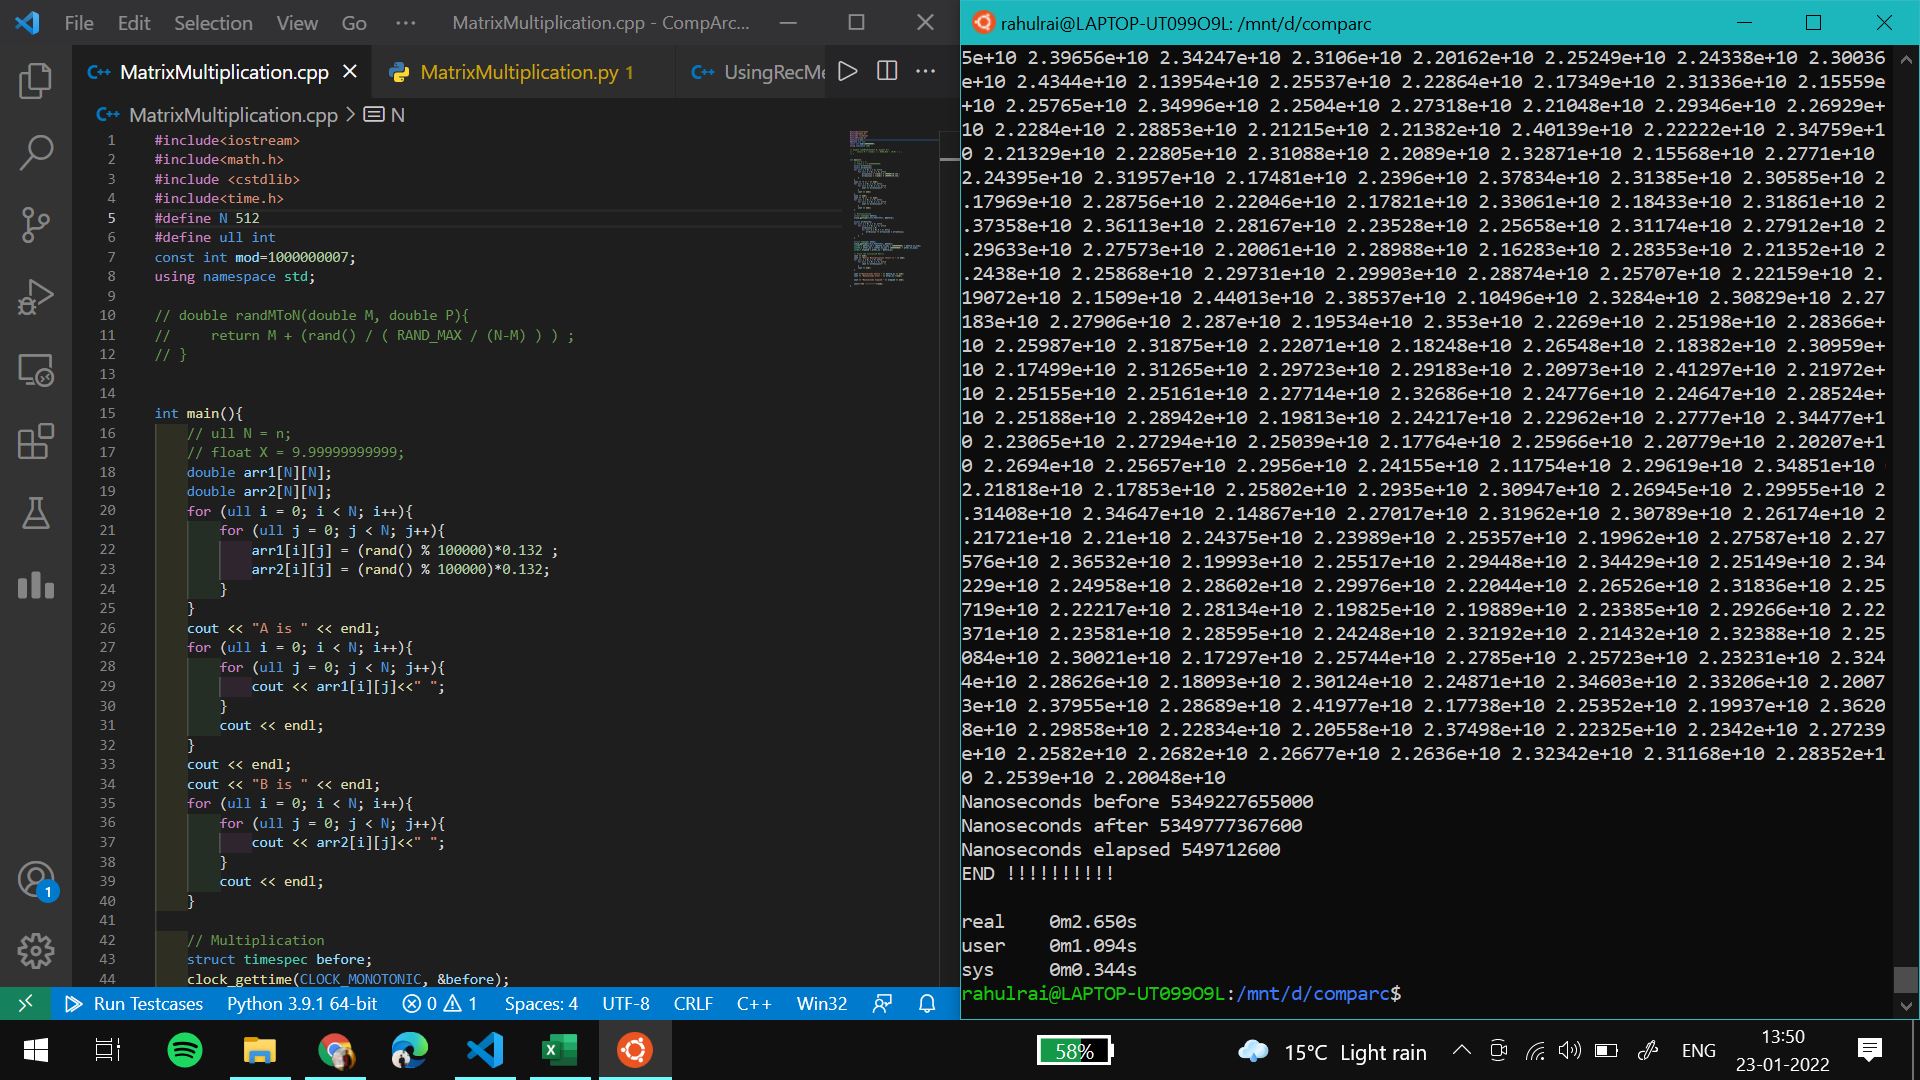 File Edit Selection View Go ··· MatrixMultiplication.cpp - CompArc...
MatrixMultiplication.cpp MatrixMultiplication.py 1 UsingRecMe
MatrixMultiplication.cpp > N
1 #include<iostream>
2 #include<math.h>
3 #include <cstdlib>
4 #include<time.h>
5 #define N 512
6 #define ull int
7 const int mod=1000000007;
8 using namespace std;
9
10 // double randMToN(double M, double P){
11 //     return M + (rand() / ( RAND_MAX / (N-M) ) ) ;
12 // }
13
14
15 int main(){
16     // ull N = n;
17     // float X = 9.99999999999;
18     double arr1[N][N];
19     double arr2[N][N];
20     for (ull i = 0; i < N; i++){
21         for (ull j = 0; j < N; j++){
22             arr1[i][j] = (rand() % 100000)*0.132 ;
23             arr2[i][j] = (rand() % 100000)*0.132;
24         }
25     }
26     cout << "A is " << endl;
27     for (ull i = 0; i < N; i++){
28         for (ull j = 0; j < N; j++){
29             cout << arr1[i][j]<<" ";
30         }
31         cout << endl;
32     }
33     cout << endl;
34     cout << "B is " << endl;
35     for (ull i = 0; i < N; i++){
36         for (ull j = 0; j < N; j++){
37             cout << arr2[i][j]<<" ";
38         }
39         cout << endl;
40     }
41
42     // Multiplication
43     struct timespec before;
44     clock_gettime(CLOCK_MONOTONIC, &before);
1
Run Testcases Python 3.9.1 64-bit 0 1 Spaces: 4 UTF-8 CRLF C++ Win32
rahulrai@LAPTOP-UT099O9L: /mnt/d/comparc
5e+10 2.39656e+10 2.34247e+10 2.3106e+10 2.20162e+10 2.25249e+10 2.24338e+10 2.30036
e+10 2.4344e+10 2.13954e+10 2.25537e+10 2.22864e+10 2.17349e+10 2.31336e+10 2.15559e
+10 2.25765e+10 2.34996e+10 2.2504e+10 2.27318e+10 2.21048e+10 2.29346e+10 2.26929e+
10 2.2284e+10 2.28853e+10 2.21215e+10 2.21382e+10 2.40139e+10 2.22222e+10 2.34759e+1
0 2.21329e+10 2.22805e+10 2.31088e+10 2.2089e+10 2.32871e+10 2.15568e+10 2.2771e+10
2.24395e+10 2.31957e+10 2.17481e+10 2.2396e+10 2.37834e+10 2.31385e+10 2.30585e+10 2
.17969e+10 2.28756e+10 2.22046e+10 2.17821e+10 2.33061e+10 2.18433e+10 2.31861e+10 2
.37358e+10 2.36113e+10 2.28167e+10 2.23528e+10 2.25658e+10 2.31174e+10 2.27912e+10 2
.29633e+10 2.27573e+10 2.20061e+10 2.28988e+10 2.16283e+10 2.28353e+10 2.21352e+10 2
.2438e+10 2.25868e+10 2.29731e+10 2.29903e+10 2.28874e+10 2.25707e+10 2.22159e+10 2.
19072e+10 2.1509e+10 2.44013e+10 2.38537e+10 2.10496e+10 2.3284e+10 2.30829e+10 2.27
183e+10 2.27906e+10 2.287e+10 2.19534e+10 2.353e+10 2.2269e+10 2.25198e+10 2.28366e+
10 2.25987e+10 2.31875e+10 2.22071e+10 2.18248e+10 2.26548e+10 2.18382e+10 2.30959e+
10 2.17499e+10 2.31265e+10 2.29723e+10 2.29183e+10 2.20973e+10 2.41297e+10 2.21972e+
10 2.25155e+10 2.25161e+10 2.27714e+10 2.32686e+10 2.24776e+10 2.24647e+10 2.28524e+
10 2.25188e+10 2.28942e+10 2.19813e+10 2.24217e+10 2.22962e+10 2.2777e+10 2.34477e+1
0 2.23065e+10 2.27294e+10 2.25039e+10 2.17764e+10 2.25966e+10 2.20779e+10 2.20207e+1
0 2.2694e+10 2.25657e+10 2.2956e+10 2.24155e+10 2.11754e+10 2.29619e+10 2.34851e+10
2.21818e+10 2.17853e+10 2.25802e+10 2.2935e+10 2.30947e+10 2.26945e+10 2.29955e+10 2
.31408e+10 2.34647e+10 2.14867e+10 2.27017e+10 2.31962e+10 2.30789e+10 2.26174e+10 2
.21721e+10 2.21e+10 2.24375e+10 2.23989e+10 2.25357e+10 2.19962e+10 2.27587e+10 2.27
576e+10 2.36532e+10 2.19993e+10 2.25517e+10 2.29448e+10 2.34429e+10 2.25149e+10 2.34
229e+10 2.24958e+10 2.28602e+10 2.29976e+10 2.22044e+10 2.26526e+10 2.31836e+10 2.25
719e+10 2.22217e+10 2.28134e+10 2.19825e+10 2.19889e+10 2.23385e+10 2.29266e+10 2.22
371e+10 2.23581e+10 2.28595e+10 2.24248e+10 2.32192e+10 2.21432e+10 2.32388e+10 2.25
084e+10 2.30021e+10 2.17297e+10 2.25744e+10 2.2785e+10 2.25723e+10 2.23231e+10 2.324
4e+10 2.28626e+10 2.18093e+10 2.30124e+10 2.24871e+10 2.34603e+10 2.33206e+10 2.2007
3e+10 2.37955e+10 2.28689e+10 2.41977e+10 2.17738e+10 2.25352e+10 2.19937e+10 2.3620
8e+10 2.29858e+10 2.22834e+10 2.20558e+10 2.37498e+10 2.22325e+10 2.2342e+10 2.27239
e+10 2.2582e+10 2.2682e+10 2.26677e+10 2.2636e+10 2.32342e+10 2.31168e+10 2.28352e+1
0 2.2539e+10 2.20048e+10
Nanoseconds before 5349227655000
Nanoseconds after 5349777367600
Nanoseconds elapsed 549712600
END !!!!!!!!!!
real 0m2.650s
user 0m1.094s
sys 0m0.344s
rahulrai@LAPTOP-UT099O9L:/mnt/d/comparc$
58% 15°C Light rain ENG 13:50
23-01-2022